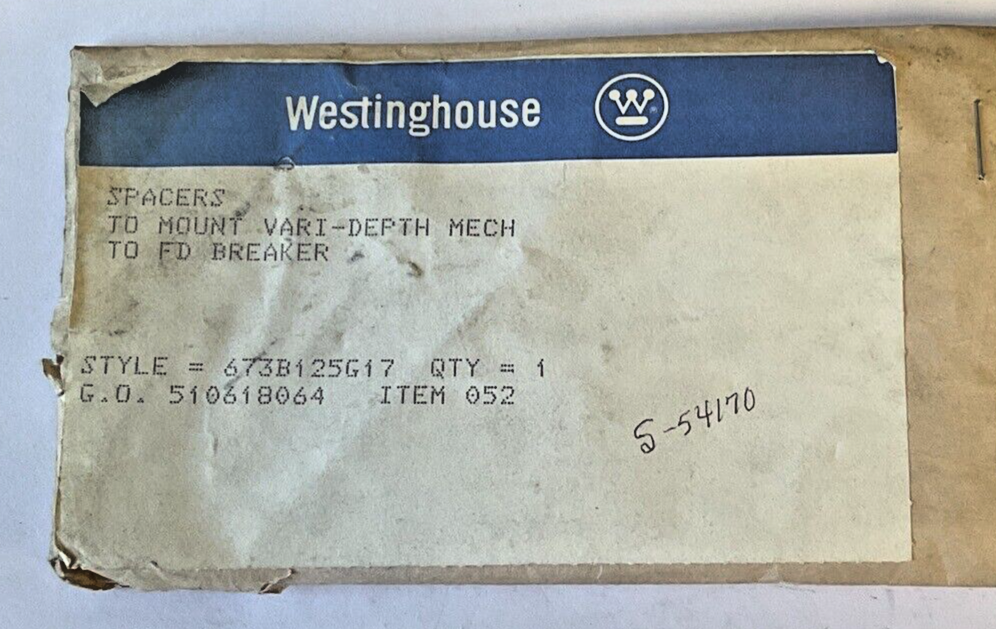 Westinghouse
SPACERS
TO MOUNT VARI-DEPTH MECH
TO FD BREAKER
STYLE = 673B125G17 QTY = 1
G.O. 510618064 ITEM 052
S-54170